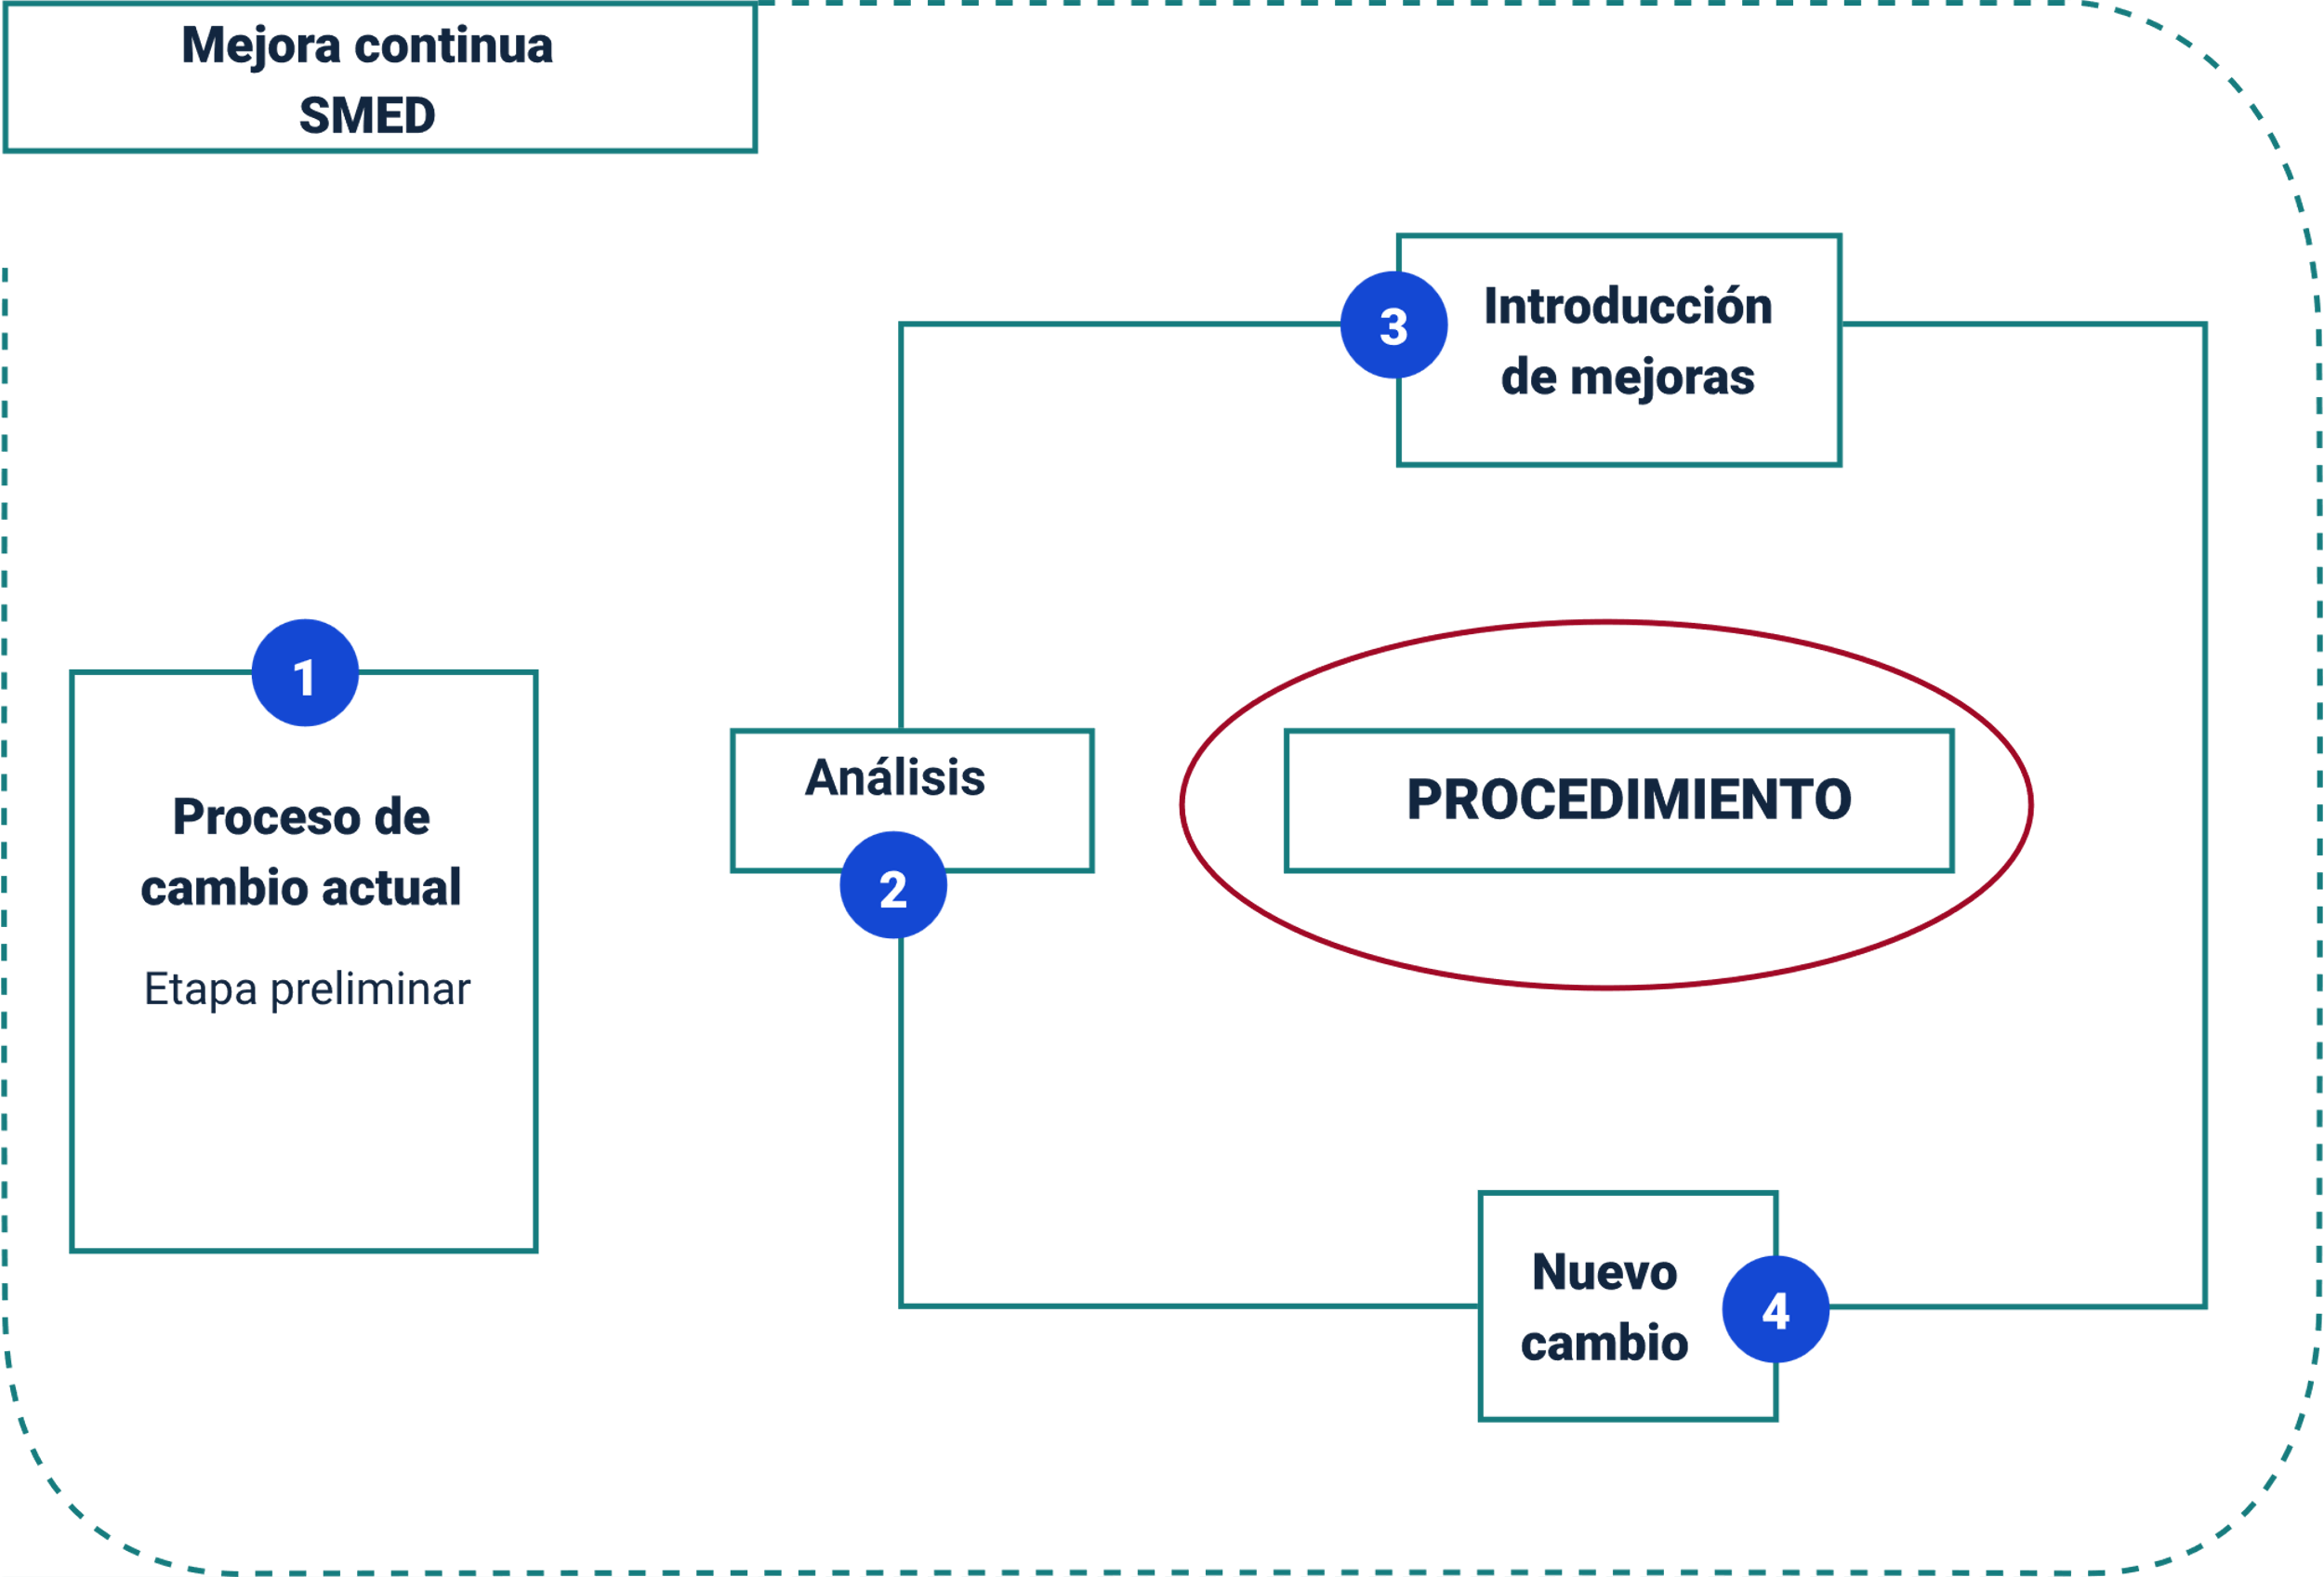 Mejora continua
SMED
1
Proceso de
cambio actual
Etapa preliminar
Análisis
2
3
Introducción
de mejoras
PROCEDIMIENTO
Nuevo
cambio
4